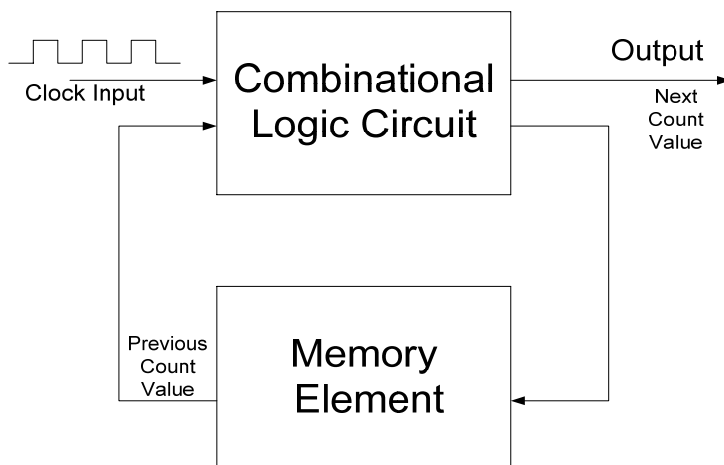 Clock Input
Combinational
Logic Circuit
Output
Next
Count
Value
Previous
Count
Value
Memory
Element